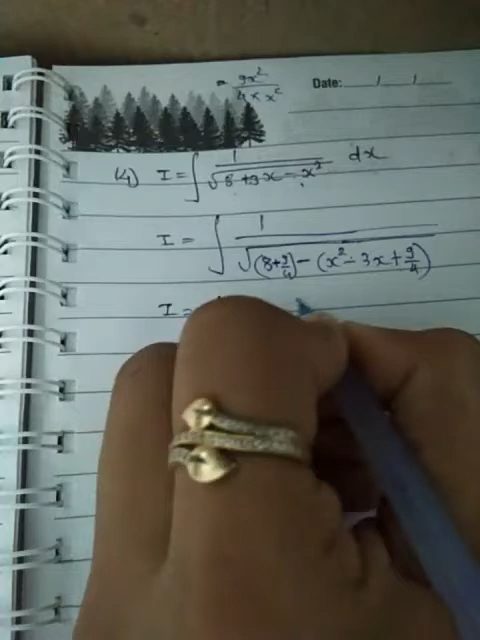 = 9x² / 4 × x²
Date: / /
(4) I = ∫ 1 / √(8 + 3x - x²) dx
I = ∫ 1 / √((8 + 9/4) - (x² - 3x + 9/4))
I =